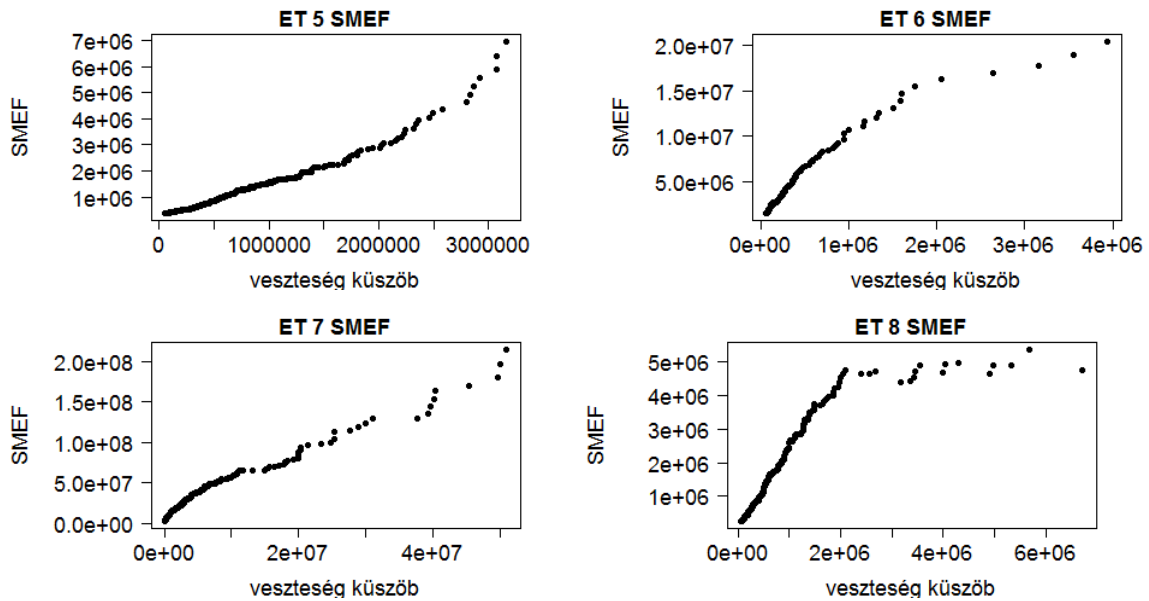 ET 5 SMEF
SMEF
7e+06
6e+06
5e+06
4e+06
3e+06
2e+06
1e+06
0 1000000 2000000 3000000
veszteség küszöb
ET 6 SMEF
SMEF
2.0e+07
1.5e+07
1.0e+07
5.0e+06
0e+00 1e+06 2e+06 3e+06 4e+06
veszteség küszöb
ET 7 SMEF
SMEF
2.0e+08
1.5e+08
1.0e+08
5.0e+07
0.0e+00
0e+00 2e+07 4e+07
veszteség küszöb
ET 8 SMEF
SMEF
5e+06
4e+06
3e+06
2e+06
1e+06
0e+00 2e+06 4e+06 6e+06
veszteség küszöb